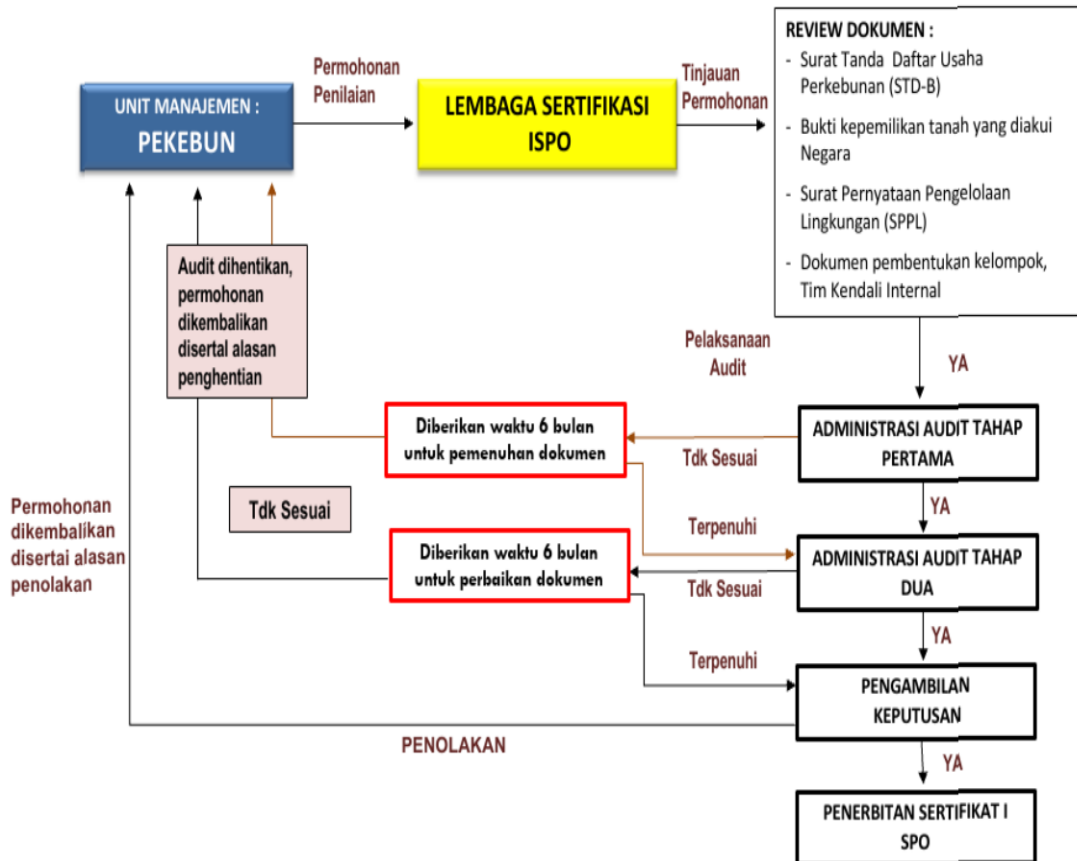 UNIT MANAJEMEN :
PEKEBUN
Permohonan
Penilaian
LEMBAGA SERTIFIKASI
ISPO
Tinjauan
Permohonan
REVIEW DOKUMEN :
- Surat Tanda Daftar Usaha
Perkebunan (STD-B)
- Bukti kepemilikan tanah yang diakui
Negara
- Surat Pernyataan Pengelolaan
Lingkungan (SPPL)
- Dokumen pembentukan kelompok,
Tim Kendali Internal
Audit dihentikan,
permohonan
dikembalikan
disertal alasan
penghentian
Pelaksanaan
Audit
YA
Diberikan waktu 6 bulan
untuk pemenuhan dokumen
Tdk Sesuai
ADMINISTRASI AUDIT TAHAP
PERTAMA
YA
Permohonan
dikembalikan
disertai alasan
penolakan
Tdk Sesuai
Terpenuhi
Diberikan waktu 6 bulan
untuk perbaikan dokumen
Tdk Sesuai
ADMINISTRASI AUDIT TAHAP
DUA
YA
Terpenuhi
PENGAMBILAN
KEPUTUSAN
PENOLAKAN
YA
PENERBITAN SERTIFIKAT I
SPO